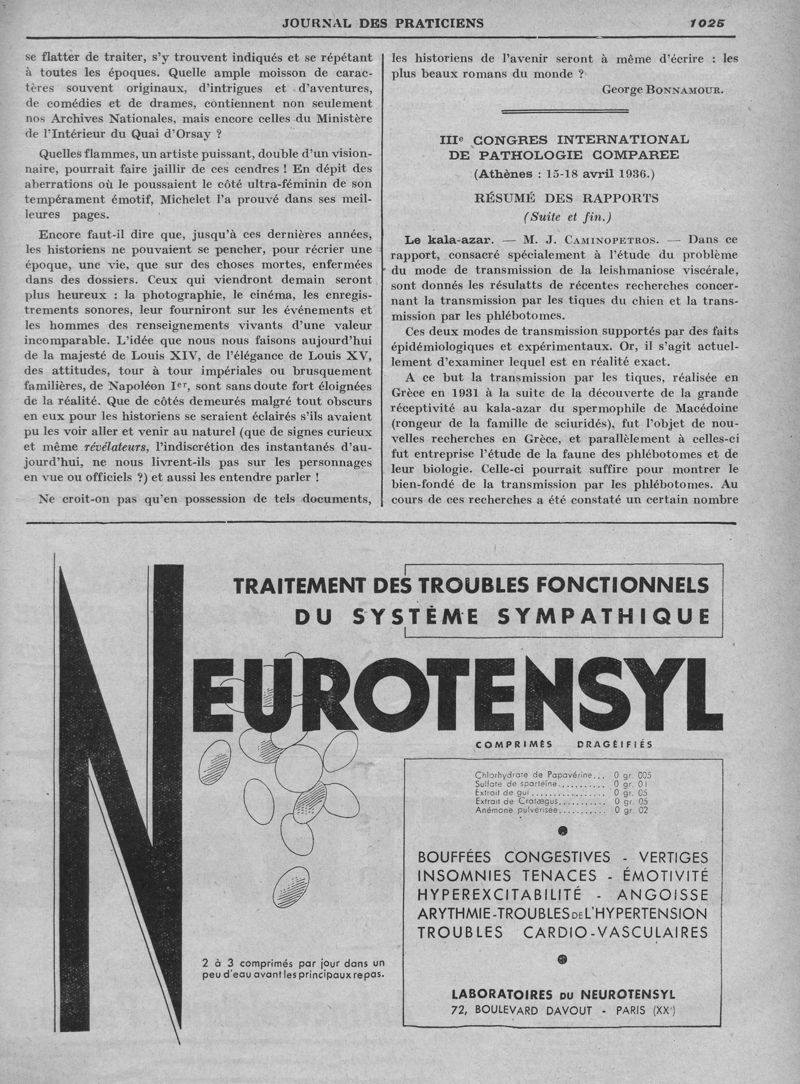 JOURNAL DES PRATICIENS 1025
se flatter de traiter, s'y trouvent indiqués et se répétant
à toutes les époques. Quelle ample moisson de carac-
tères souvent originaux, d'intrigues et d'aventures,
de comédies et de drames, contiennent non seulement
nos Archives Nationales, mais encore celles du Ministère
de l'Intérieur du Quai d'Orsay ?
Quelles flammes, un artiste puissant, double d'un vision-
naire, pourrait faire jaillir de ces cendres ! En dépit des
aberrations où le poussaient le côté ultra-féminin de son
tempérament émotif, Michelet l'a prouvé dans ses meil-
leures pages.
Encore faut-il dire que, jusqu'à ces dernières années,
les historiens ne pouvaient se pencher, pour récrier une
époque, une vie, que sur des choses mortes, enfermées
dans des dossiers. Ceux qui viendront demain seront
plus heureux : la photographie, le cinéma, les enregis-
trements sonores, leur fourniront sur les événements et
les hommes des renseignements vivants d'une valeur
incomparable. L'idée que nous nous faisons aujourd'hui
de la majesté de Louis XIV, de l'élégance de Louis XV,
des attitudes, tour à tour impériales ou brusquement
familières, de Napoléon Ier, sont sans doute fort éloignées
de la réalité. Que de côtés demeurés malgré tout obscurs
en eux pour les historiens se seraient éclairés s'ils avaient
pu les voir aller et venir au naturel (que de signes curieux
et même révélateurs, l'indiscrétion des instantanés d'au-
jourd'hui, ne nous livrent-ils pas sur les personnages
en vue ou officiels ?) et aussi les entendre parler !
Ne croit-on pas qu'en possession de tels documents,
les historiens de l'avenir seront à même d'écrire : les
plus beaux romans du monde ?
George BONNAMOUR.
IIIe CONGRES INTERNATIONAL
DE PATHOLOGIE COMPAREE
(Athènes : 15-18 avril 1936.)
RÉSUMÉ DES RAPPORTS
(Suite et fin.)
Le kala-azar. — M. J. CAMINOPETROS. — Dans ce
rapport, consacré spécialement à l'étude du problème
du mode de transmission de la leishmaniose viscérale,
sont donnés les résulatts de récentes recherches concer-
nant la transmission par les tiques du chien et la trans-
mission par les phlébotomes.
Ces deux modes de transmission supportés par des faits
épidémiologiques et expérimentaux. Or, il s'agit actuel-
lement d'examiner lequel est en réalité exact.
A ce but la transmission par les tiques, réalisée en
Grèce en 1931 à la suite de la découverte de la grande
réceptivité au kala-azar du spermophile de Macédoine
(rongeur de la famille de sciuridés), fut l'objet de nou-
velles recherches en Grèce, et parallèlement à celles-ci
fut entreprise l'étude de la faune des phlébotomes et de
leur biologie. Celle-ci pourrait suffire pour montrer le
bien-fondé de la transmission par les phlébotomes. Au
cours de ces recherches a été constaté un certain nombre
TRAITEMENT DES TROUBLES FONCTIONNELS
DU SYSTÈME SYMPATHIQUE
NEUROTENSYL
COMPRIMÉS DRAGÉIFIÉS
Chlorhydrate de Papavérine... 0 gr. 005
Sulfate de spartéine........... 0 gr. 01
Extrait de gui................. 0 gr. 05
Extrait de Cratægus........... 0 gr. 05
Anémone pulvérisée........... 0 gr. 02
BOUFFÉES CONGESTIVES - VERTIGES
INSOMNIES TENACES - ÉMOTIVITÉ
HYPEREXCITABILITÉ - ANGOISSE
ARYTHMIE-TROUBLES DE L'HYPERTENSION
TROUBLES CARDIO-VASCULAIRES
2 à 3 comprimés par jour dans un
peu d'eau avant les principaux repas.
LABORATOIRES DU NEUROTENSYL
72, BOULEVARD DAVOUT - PARIS (XXe)